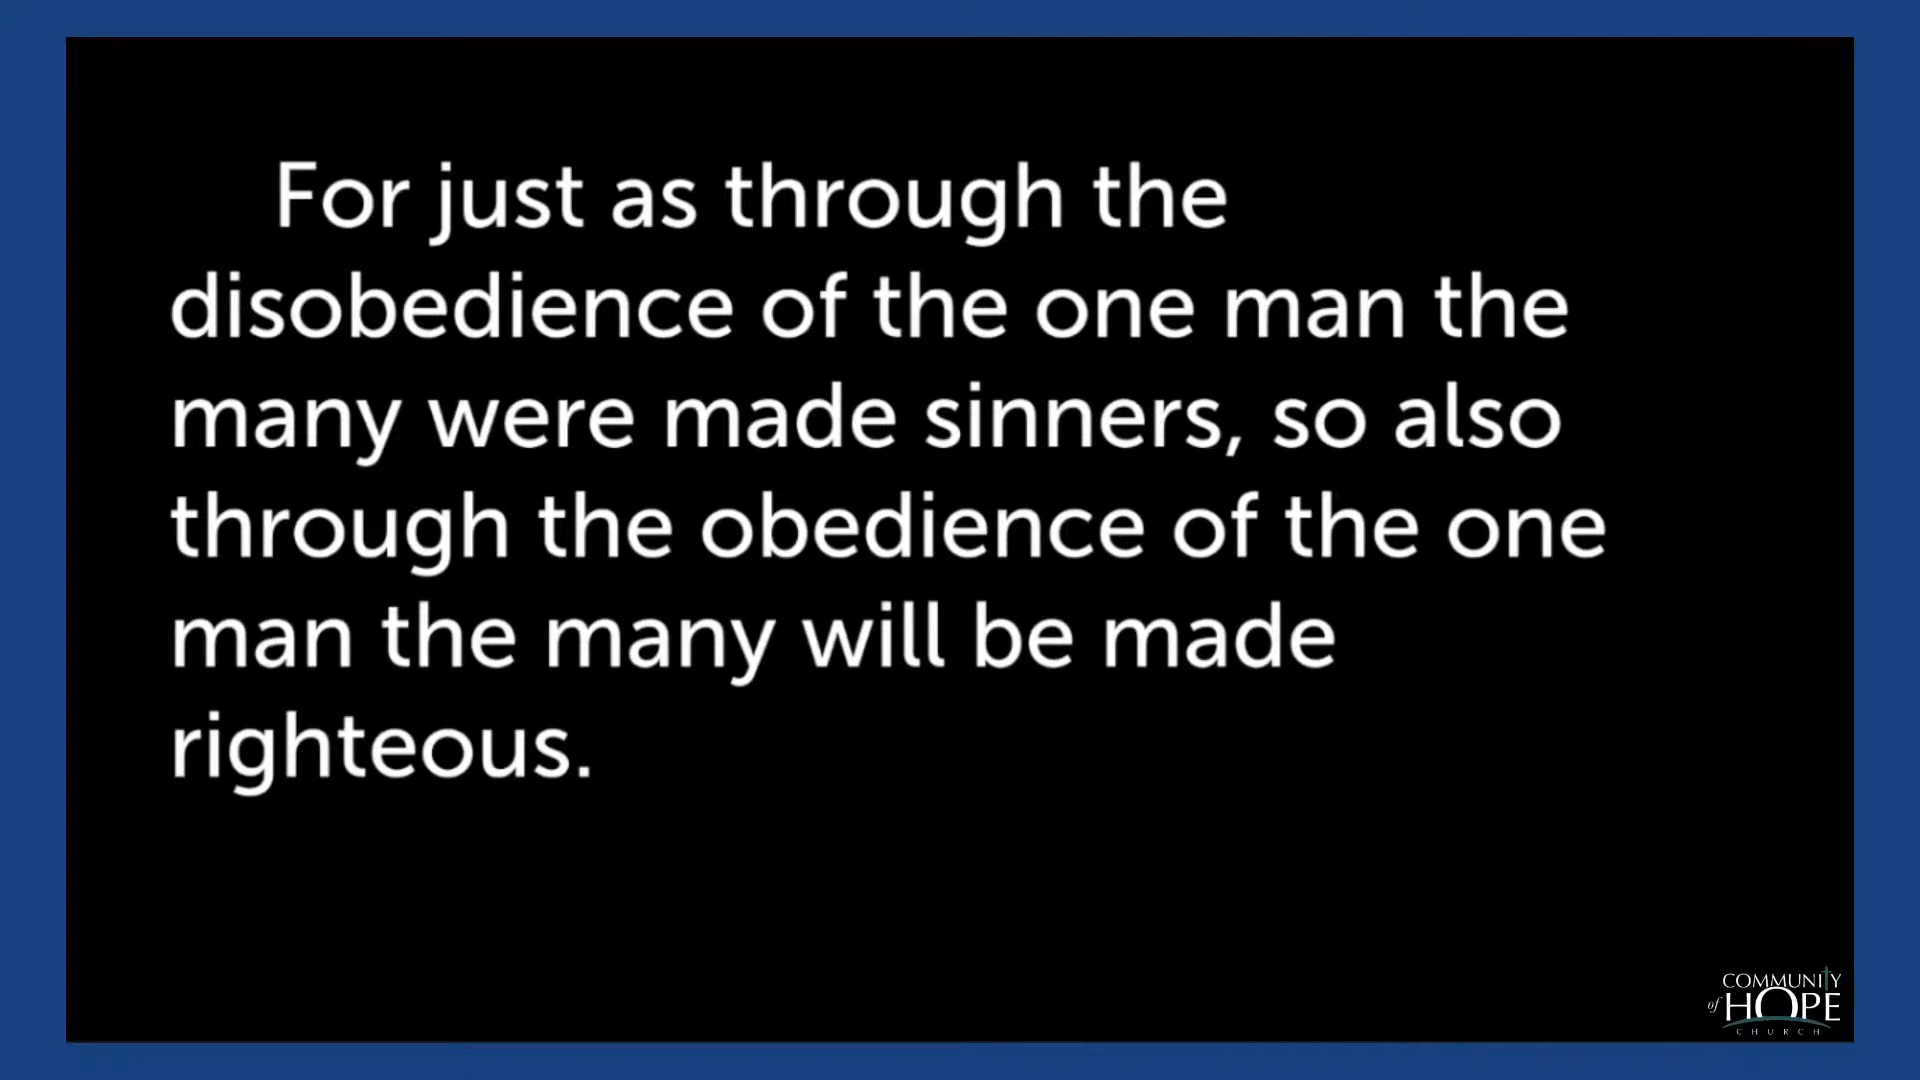 For just as through the
disobedience of the one man the
many were made sinners, so also
through the obedience of the one
man the many will be made
righteous.
COMMUNITY
of HOPE
CHURCH